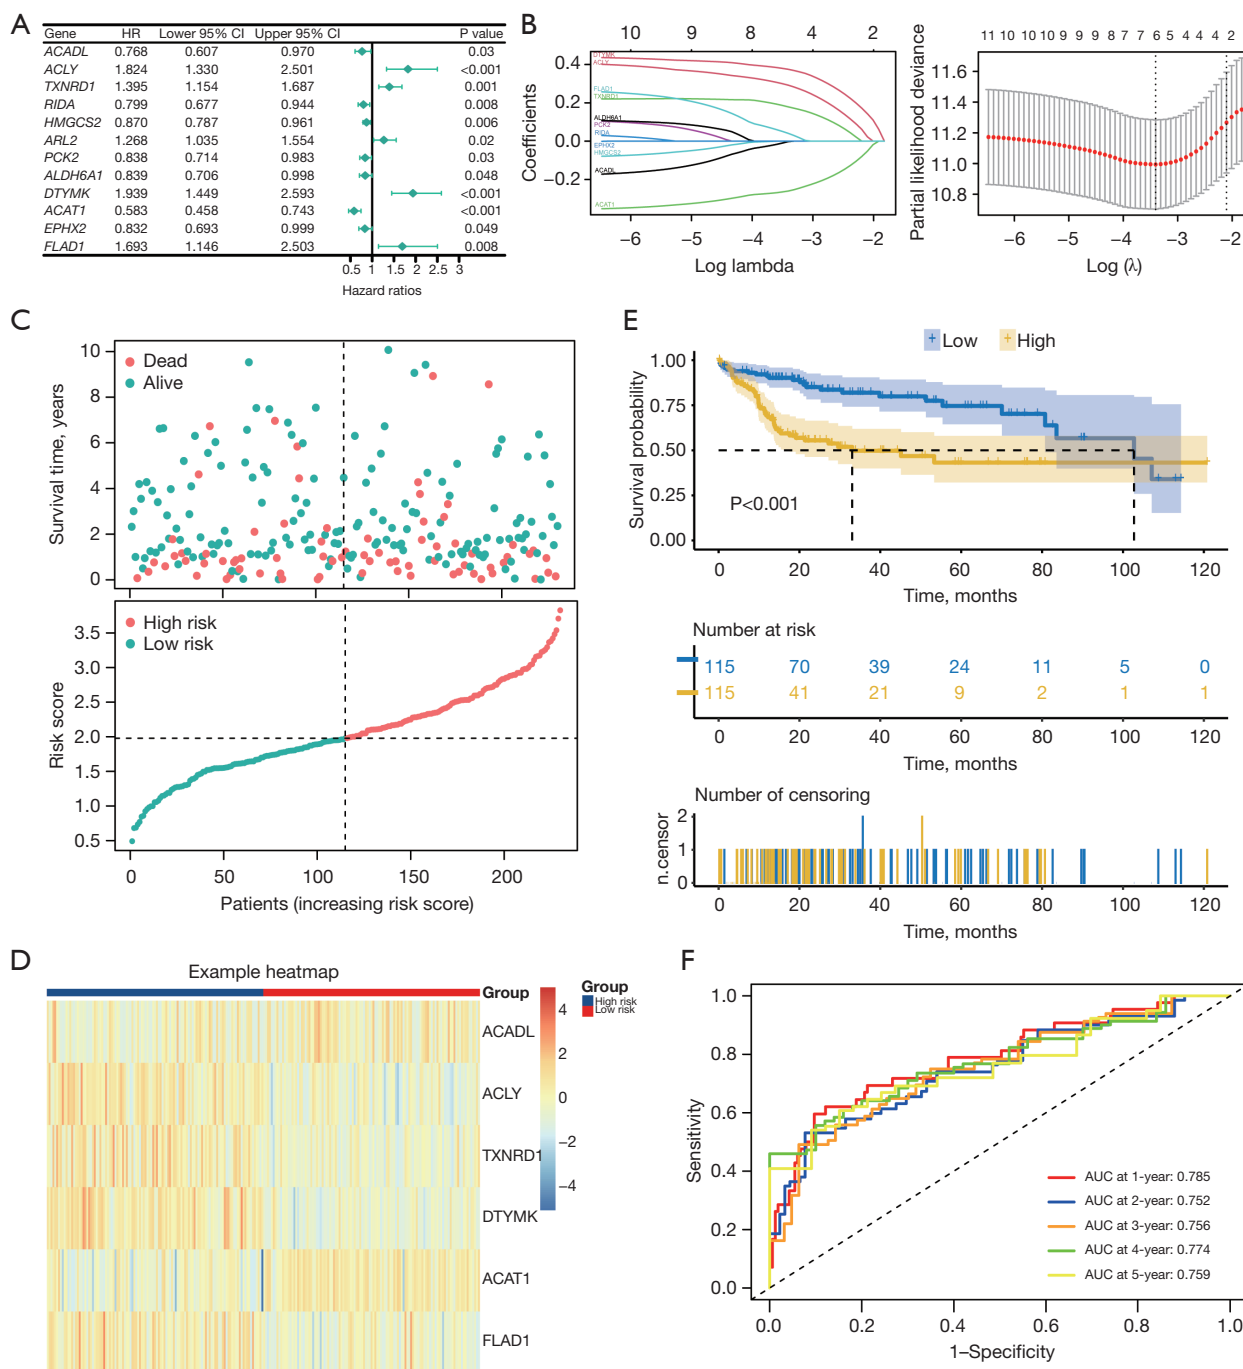 A
Gene HR Lower 95% CI Upper 95% CI P value
ACADL 0.768 0.607 0.970 0.03
ACLY 1.824 1.330 2.501 <0.001
TXNRD1 1.395 1.154 1.687 0.001
RIDA 0.799 0.677 0.944 0.008
HMGCS2 0.870 0.787 0.961 0.006
ARL2 1.268 1.035 1.554 0.02
PCK2 0.838 0.714 0.983 0.03
ALDH6A1 0.839 0.706 0.998 0.048
DTYMK 1.939 1.449 2.593 <0.001
ACAT1 0.583 0.458 0.743 <0.001
EPHX2 0.832 0.693 0.999 0.049
FLAD1 1.693 1.146 2.503 0.008
0.5 1 1.5 2 2.5 3
Hazard ratios
B
10 9 8 6 4 2
Coefficients
0.4
0.2
0.0
−0.2
DTYMK
ACLY
FLAD1
TXNRD1
ALDH6A1
PCK2
RIDA
EPHX2
HMGCS2
ACADL
ACAT1
−6 −5 −4 −3 −2
Log lambda
11 10 10 10 9 9 8 7 6 5 4 4 4 2
Partial likelihood deviance
11.6
11.4
11.2
11.0
10.8
−6 −5 −4 −3 −2
Log (λ)
C
Survival time, years
10
8
6
4
2
0
Dead
Alive
Risk score
3.5
3.0
2.5
2.0
1.5
1.0
0.5
High risk
Low risk
0 50 100 150 200
Patients (increasing risk score)
E
Low High
Survival probability
1.00
0.75
0.50
0.25
0.00
P<0.001
0 20 40 60 80 100 120
Time, months
Number at risk
115 70 39 24 11 5 0
115 41 21 9 2 1 1
0 20 40 60 80 100 120
Time, months
Number of censoring
n.censor
2
1
0
0 20 40 60 80 100 120
Time, months
D
Example heatmap
Group
ACADL
ACLY
TXNRD1
DTYMK
ACAT1
FLAD1
4
2
0
−2
−4
Group
High risk
Low risk
F
Sensitivity
1.0
0.8
0.6
0.4
0.2
0.0
AUC at 1-year: 0.785
AUC at 2-year: 0.752
AUC at 3-year: 0.756
AUC at 4-year: 0.774
AUC at 5-year: 0.759
0.0 0.2 0.4 0.6 0.8 1.0
1–Specificity